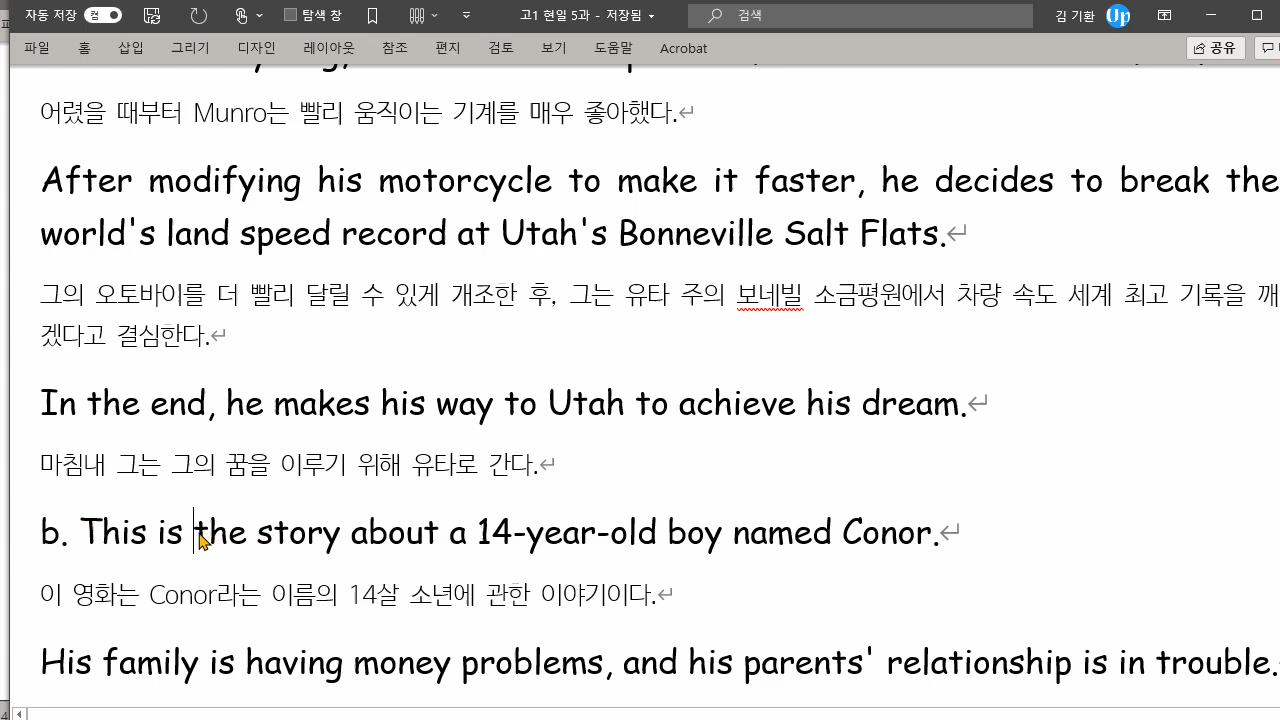 자동 저장 컴 탐색 창 고1 현일 5과 - 저장됨 검색 김 기환 Up
파일 홈 삽입 그리기 디자인 레이아웃 참조 편지 검토 보기 도움말 Acrobat 공유
어렸을 때부터 Munro는 빨리 움직이는 기계를 매우 좋아했다.
After modifying his motorcycle to make it faster, he decides to break the
world's land speed record at Utah's Bonneville Salt Flats.
그의 오토바이를 더 빨리 달릴 수 있게 개조한 후, 그는 유타 주의 보네빌 소금평원에서 차량 속도 세계 최고 기록을 깨
겠다고 결심한다.
In the end, he makes his way to Utah to achieve his dream.
마침내 그는 그의 꿈을 이루기 위해 유타로 간다.
b. This is the story about a 14-year-old boy named Conor.
이 영화는 Conor라는 이름의 14살 소년에 관한 이야기이다.
His family is having money problems, and his parents' relationship is in trouble.